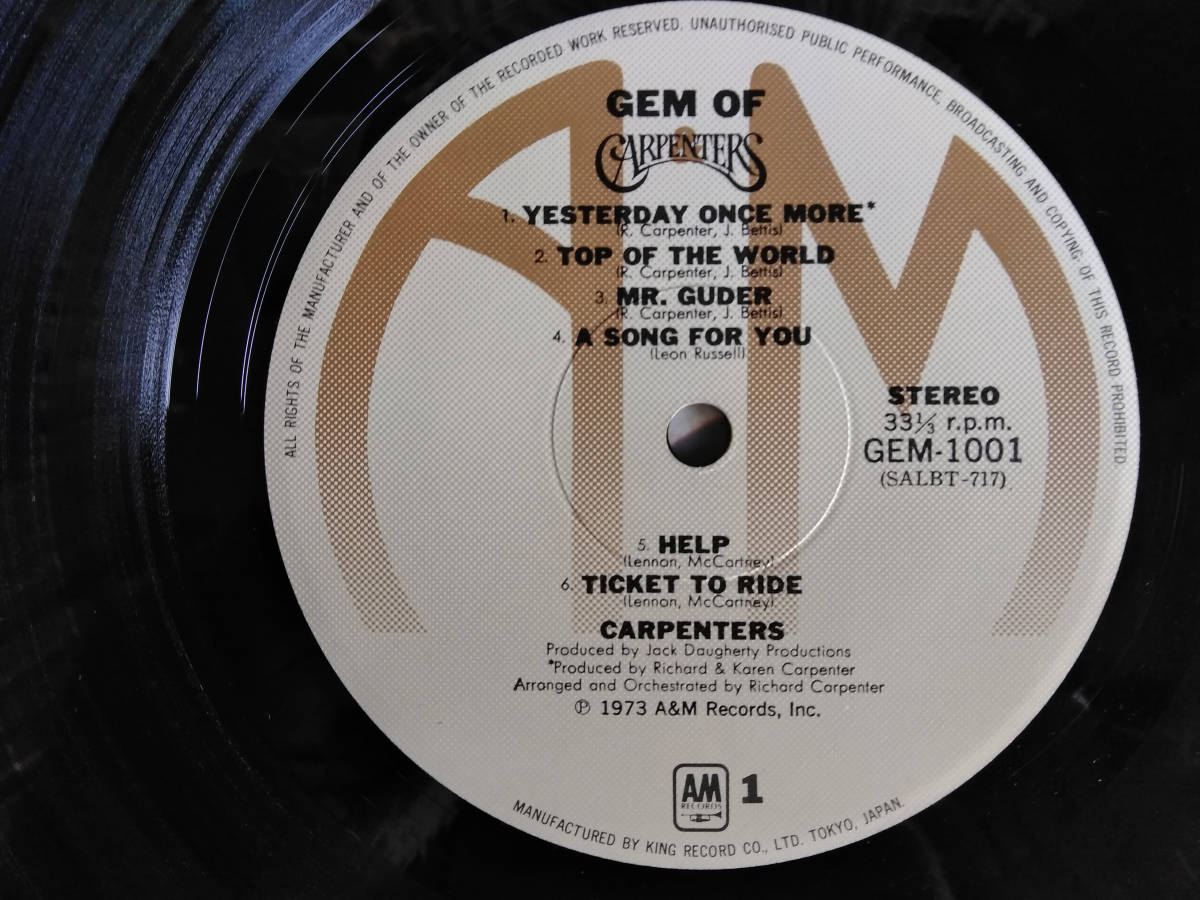 ALL RIGHTS OF THE MANUFACTURER AND OF THE OWNER OF THE RECORDED WORK RESERVED. UNAUTHORISED PUBLIC PERFORMANCE, BROADCASTING AND COPYING OF THIS RECORD PROHIBITED.
GEM OF
CARPENTERS
1. YESTERDAY ONCE MORE*
(R. Carpenter, J. Bettis)
2. TOP OF THE WORLD
(R. Carpenter, J. Bettis)
3. MR. GUDER
(R. Carpenter, J. Bettis)
4. A SONG FOR YOU
(Leon Russell)
STEREO
33⅓ r.p.m.
GEM-1001
(SALBT-717)
5. HELP
(Lennon, McCartney)
6. TICKET TO RIDE
(Lennon, McCartney)
CARPENTERS
Produced by Jack Daugherty Productions
*Produced by Richard & Karen Carpenter
Arranged and Orchestrated by Richard Carpenter
℗ 1973 A&M Records, Inc.
AM
RECORDS
1
MANUFACTURED BY KING RECORD CO., LTD. TOKYO, JAPAN.